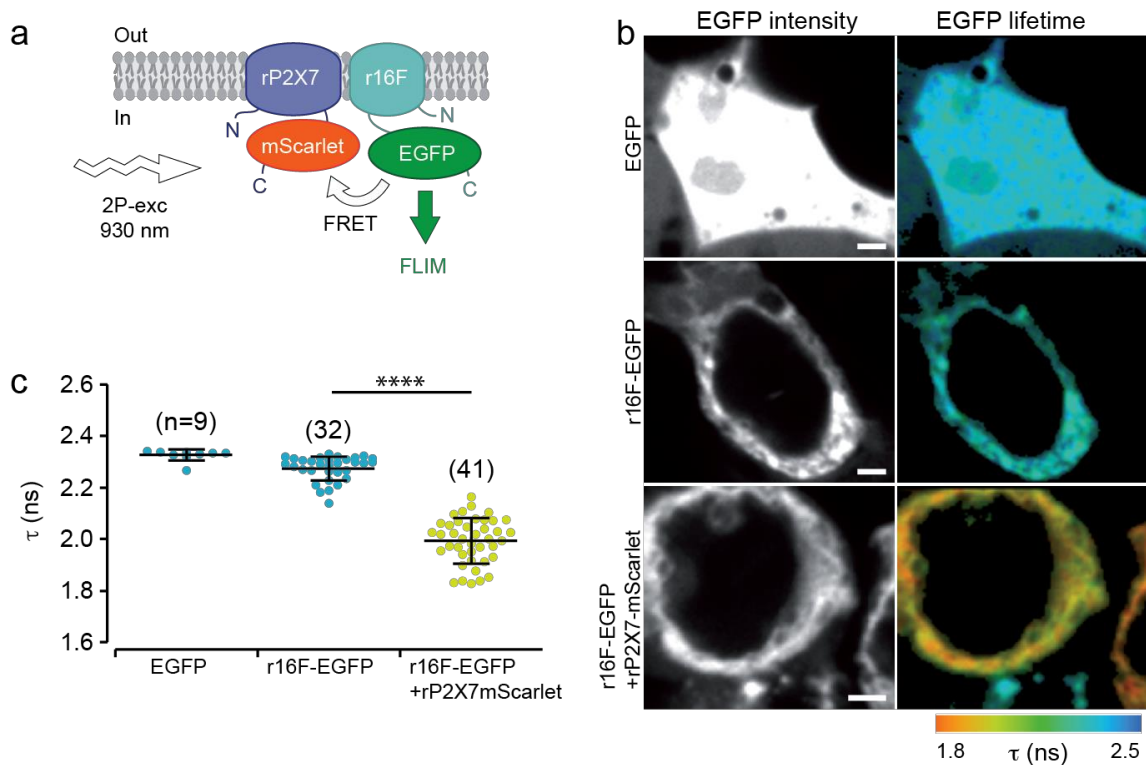 a
Out
rP2X7
r16F
In
N
N
mScarlet
EGFP
C
C
2P-exc
930 nm
FRET
FLIM
b
EGFP intensity
EGFP lifetime
EGFP
r16F-EGFP
r16F-EGFP
+rP2X7-mScarlet
1.8
τ (ns)
2.5
c
τ (ns)
2.6
2.4
2.2
2.0
1.8
1.6
(n=9)
(32)
(41)
****
EGFP
r16F-EGFP
r16F-EGFP
+rP2X7mScarlet